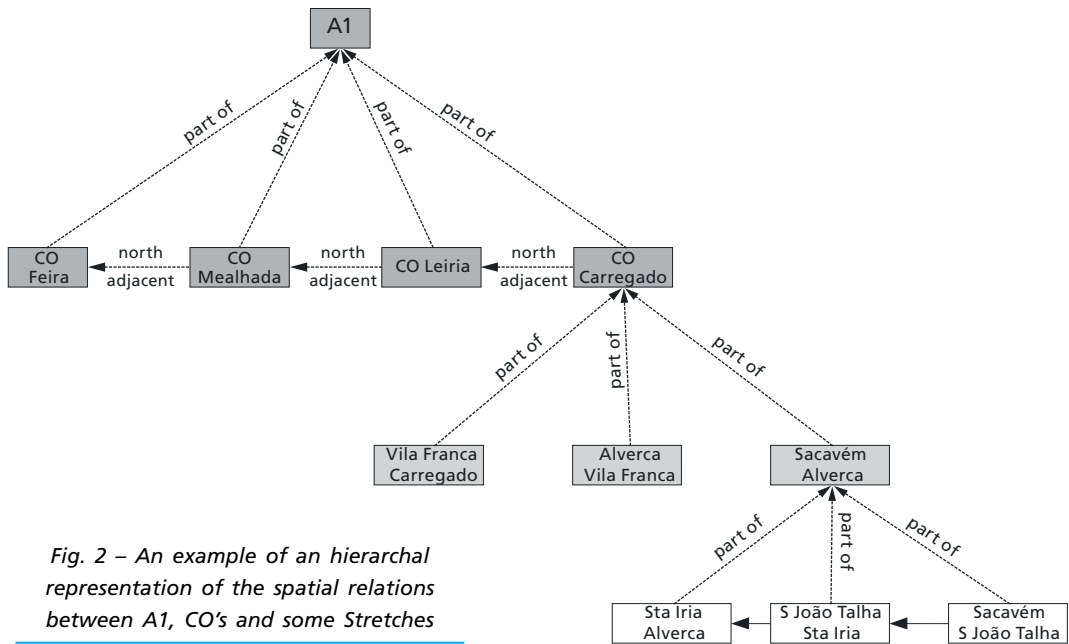 A1
part of
part of
part of
part of
CO
Feira
north
adjacent
CO
Mealhada
north
adjacent
CO Leiria
north
adjacent
CO
Carregado
part of
part of
part of
Vila Franca
Carregado
Alverca
Vila Franca
Sacavém
Alverca
part of
part of
part of
Sta Iria
Alverca
S João Talha
Sta Iria
Sacavém
S João Talha
Fig. 2 – An example of an hierarchal
representation of the spatial relations
between A1, CO's and some Stretches